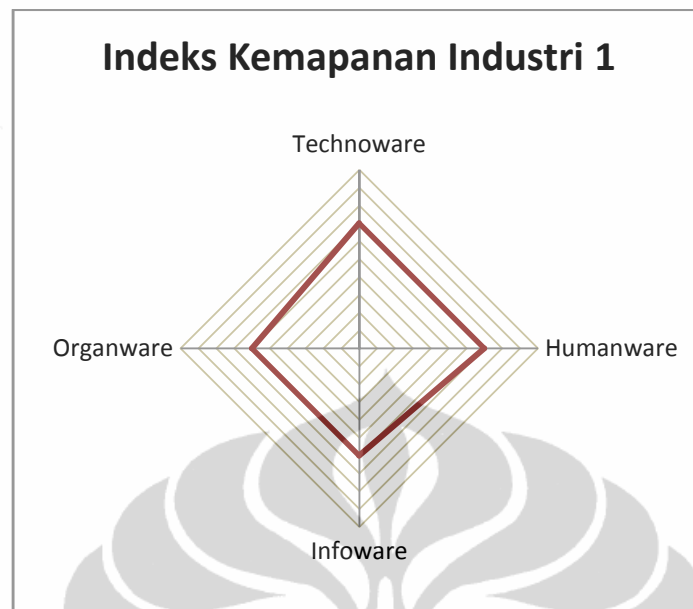 Indeks Kemapanan Industri 1
Technoware
Organware
Humanware
Infoware